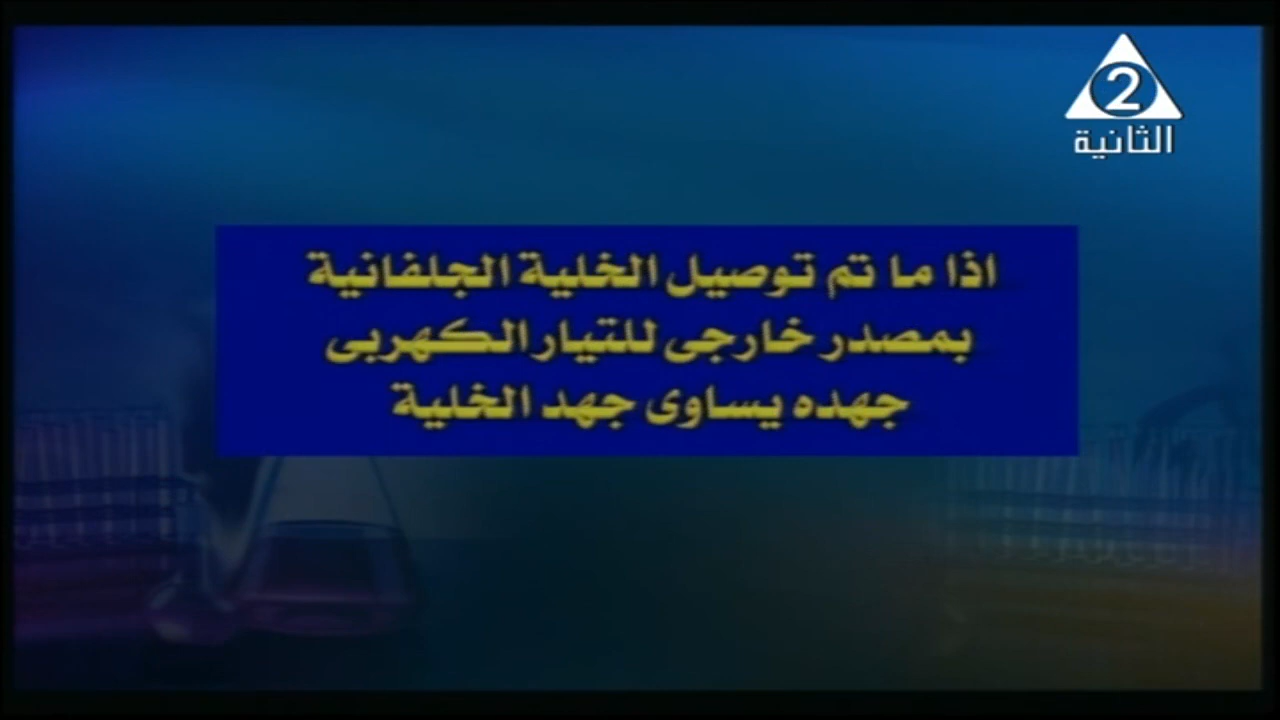 2
الثانية
اذا ما تم توصيل الخلية الجلفانية
بمصدر خارجى للتيار الكهربى
جهده يساوى جهد الخلية